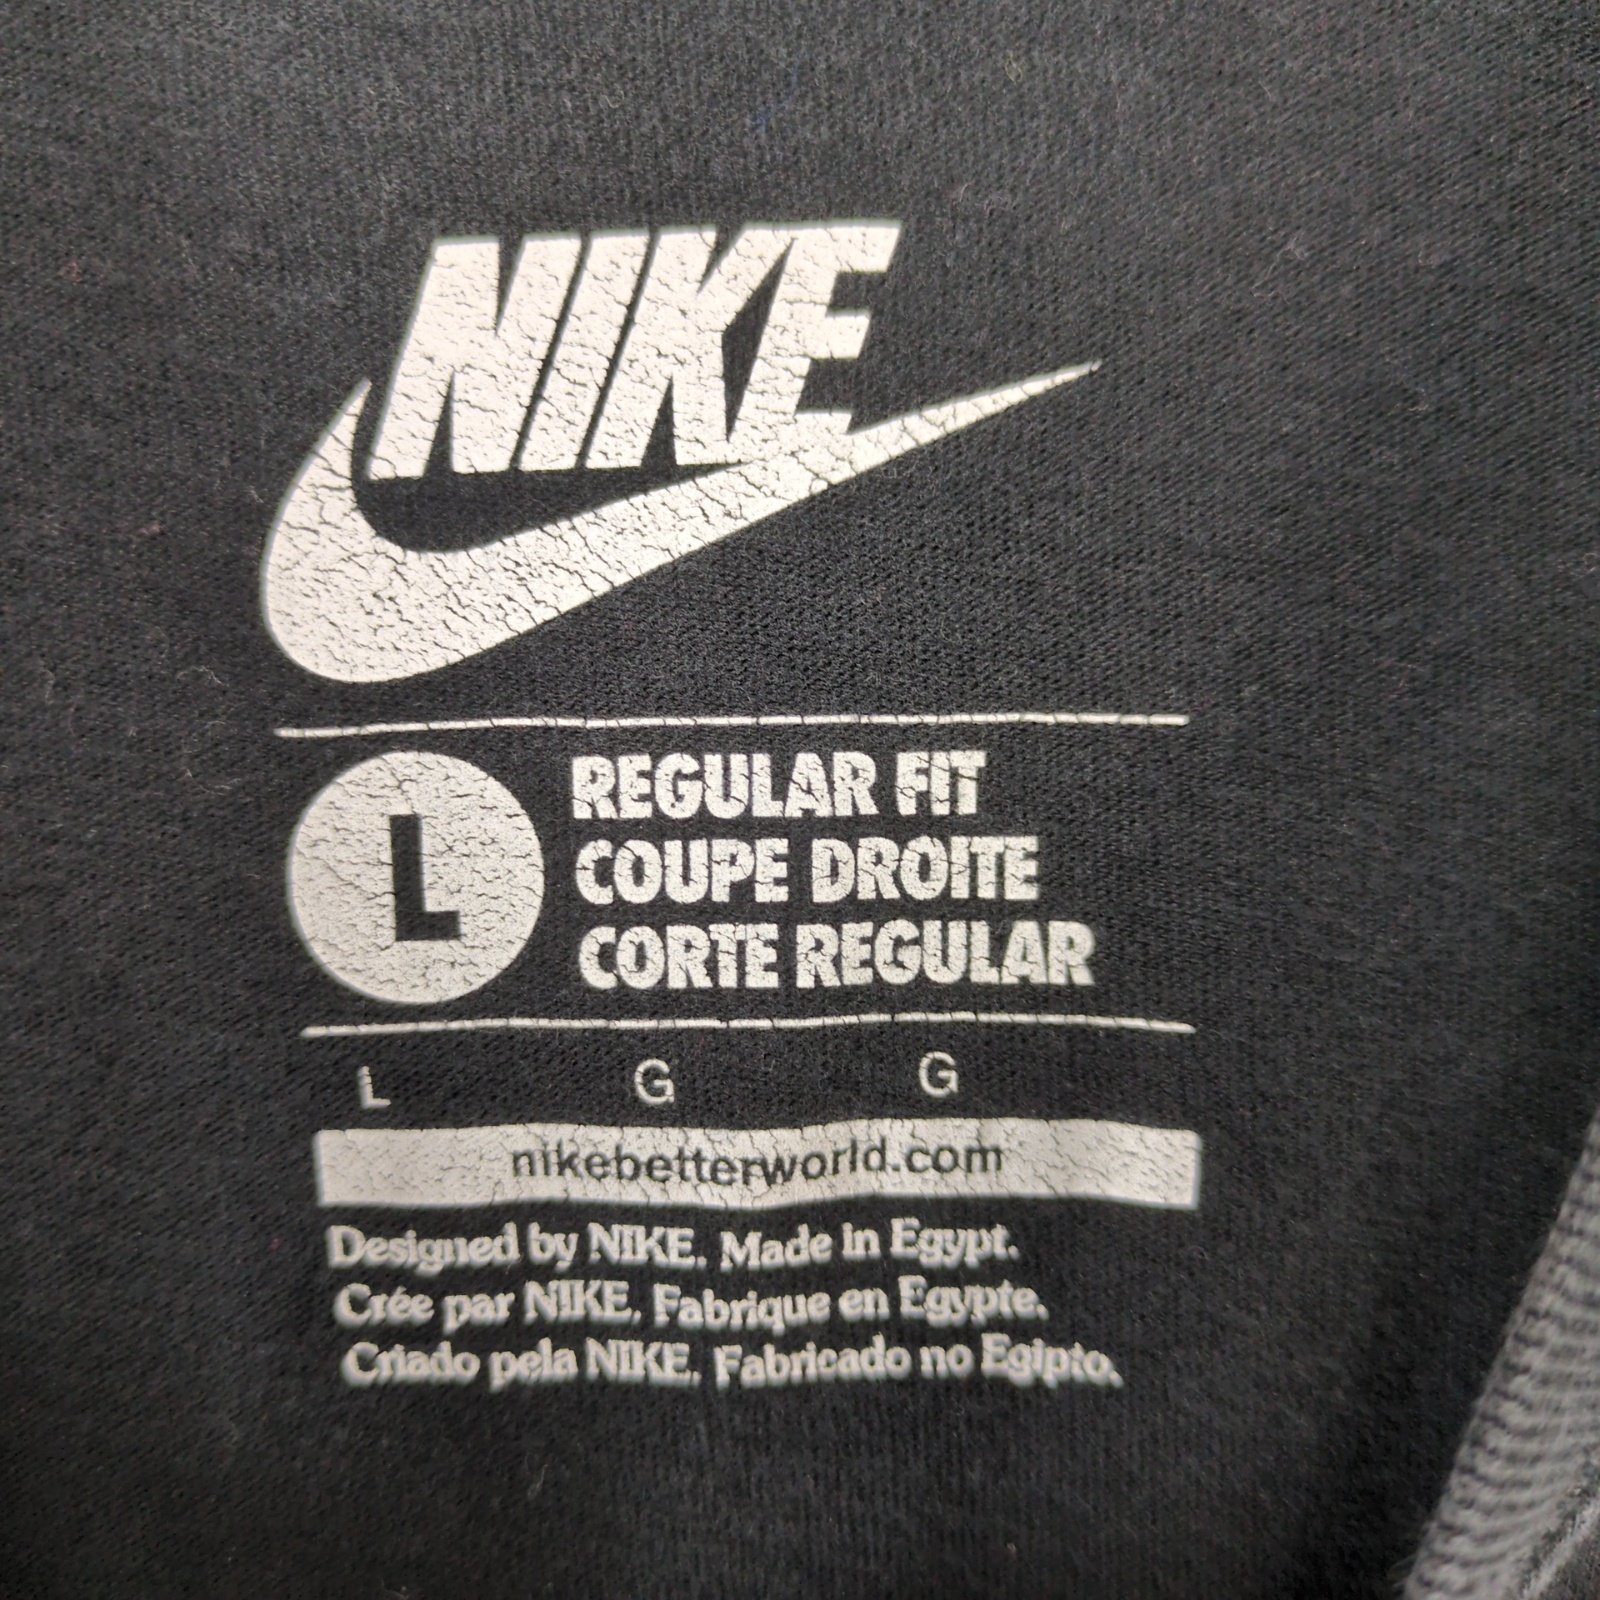 NIKE
L
REGULAR FIT
COUPE DROITE
CORTE REGULAR
L G G
nikebetterworld.com
Designed by NIKE. Made in Egypt.
Crée par NIKE. Fabrique en Egypte.
Criado pela NIKE. Fabricado no Egipto.